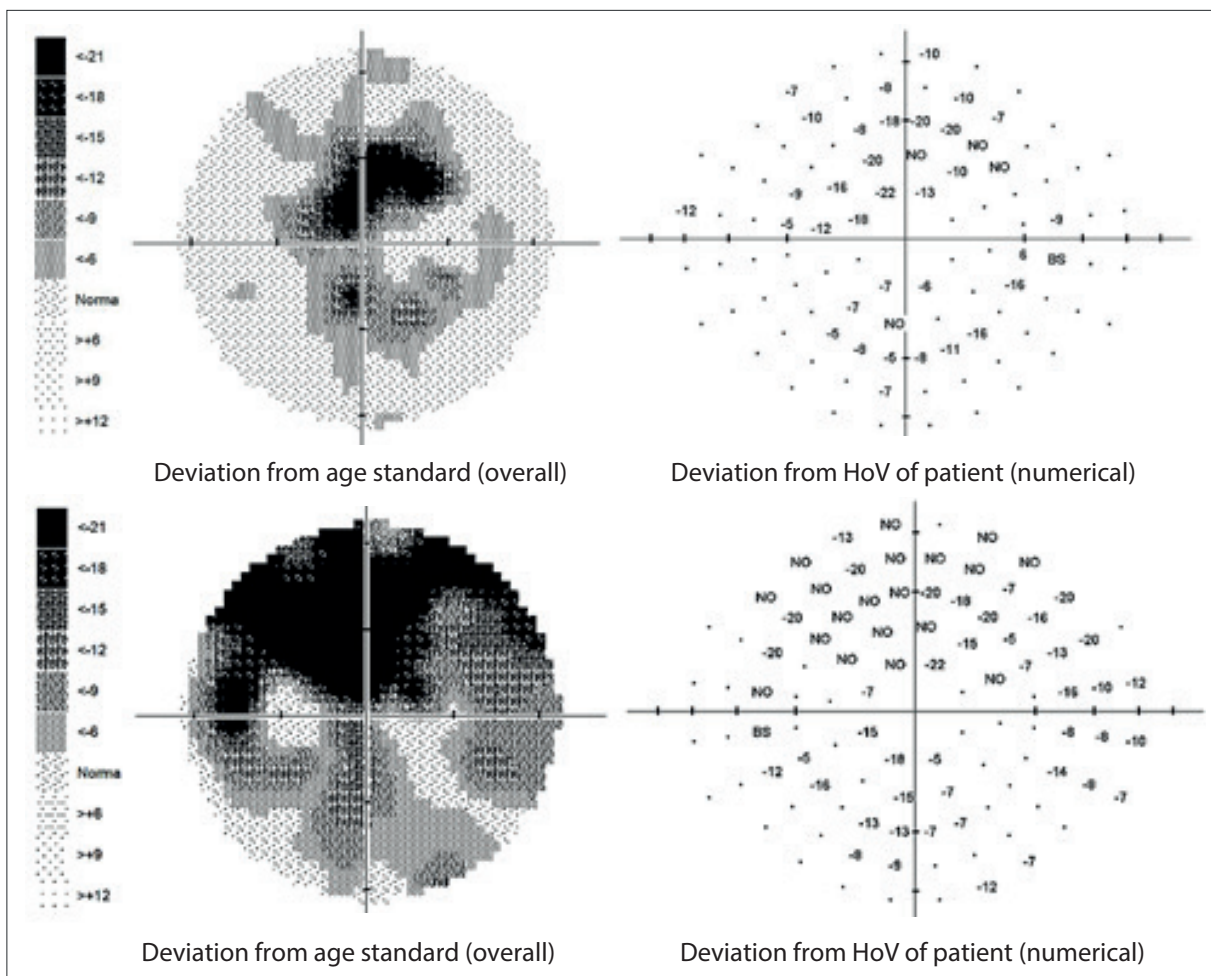 <-21
<-18
<-15
<-12
<-9
<-6
Norma
>+6
>+9
>+12
-10
-7 -8 -10
-10 -8 -18 -20 -20 -7
-20 NO -10 NO NO
-9 -16 -22 -13
-12 -5 -12 -18 -9
6 BS
-7 -6 -16
-7
NO
-5 -16
-8 -11
-5 -8
-7
Deviation from age standard (overall)
Deviation from HoV of patient (numerical)
<-21
<-18
<-15
<-12
<-9
<-6
Norma
>+6
>+9
>+12
-13 NO NO
NO -20 NO NO NO NO
NO NO NO NO -20 -18 -7 -20
-20 NO NO NO -20 -16
-20 NO NO NO -22 -15 -5 -7 -13 -20
NO -7 NO -16 -10 -12
BS -15 -8 -8 -10
-12 -5 -18 -5 -14 -9
-16 -15 -7 -7
-13 -13 -7 -7
-8 -9 -7
-12
Deviation from age standard (overall)
Deviation from HoV of patient (numerical)